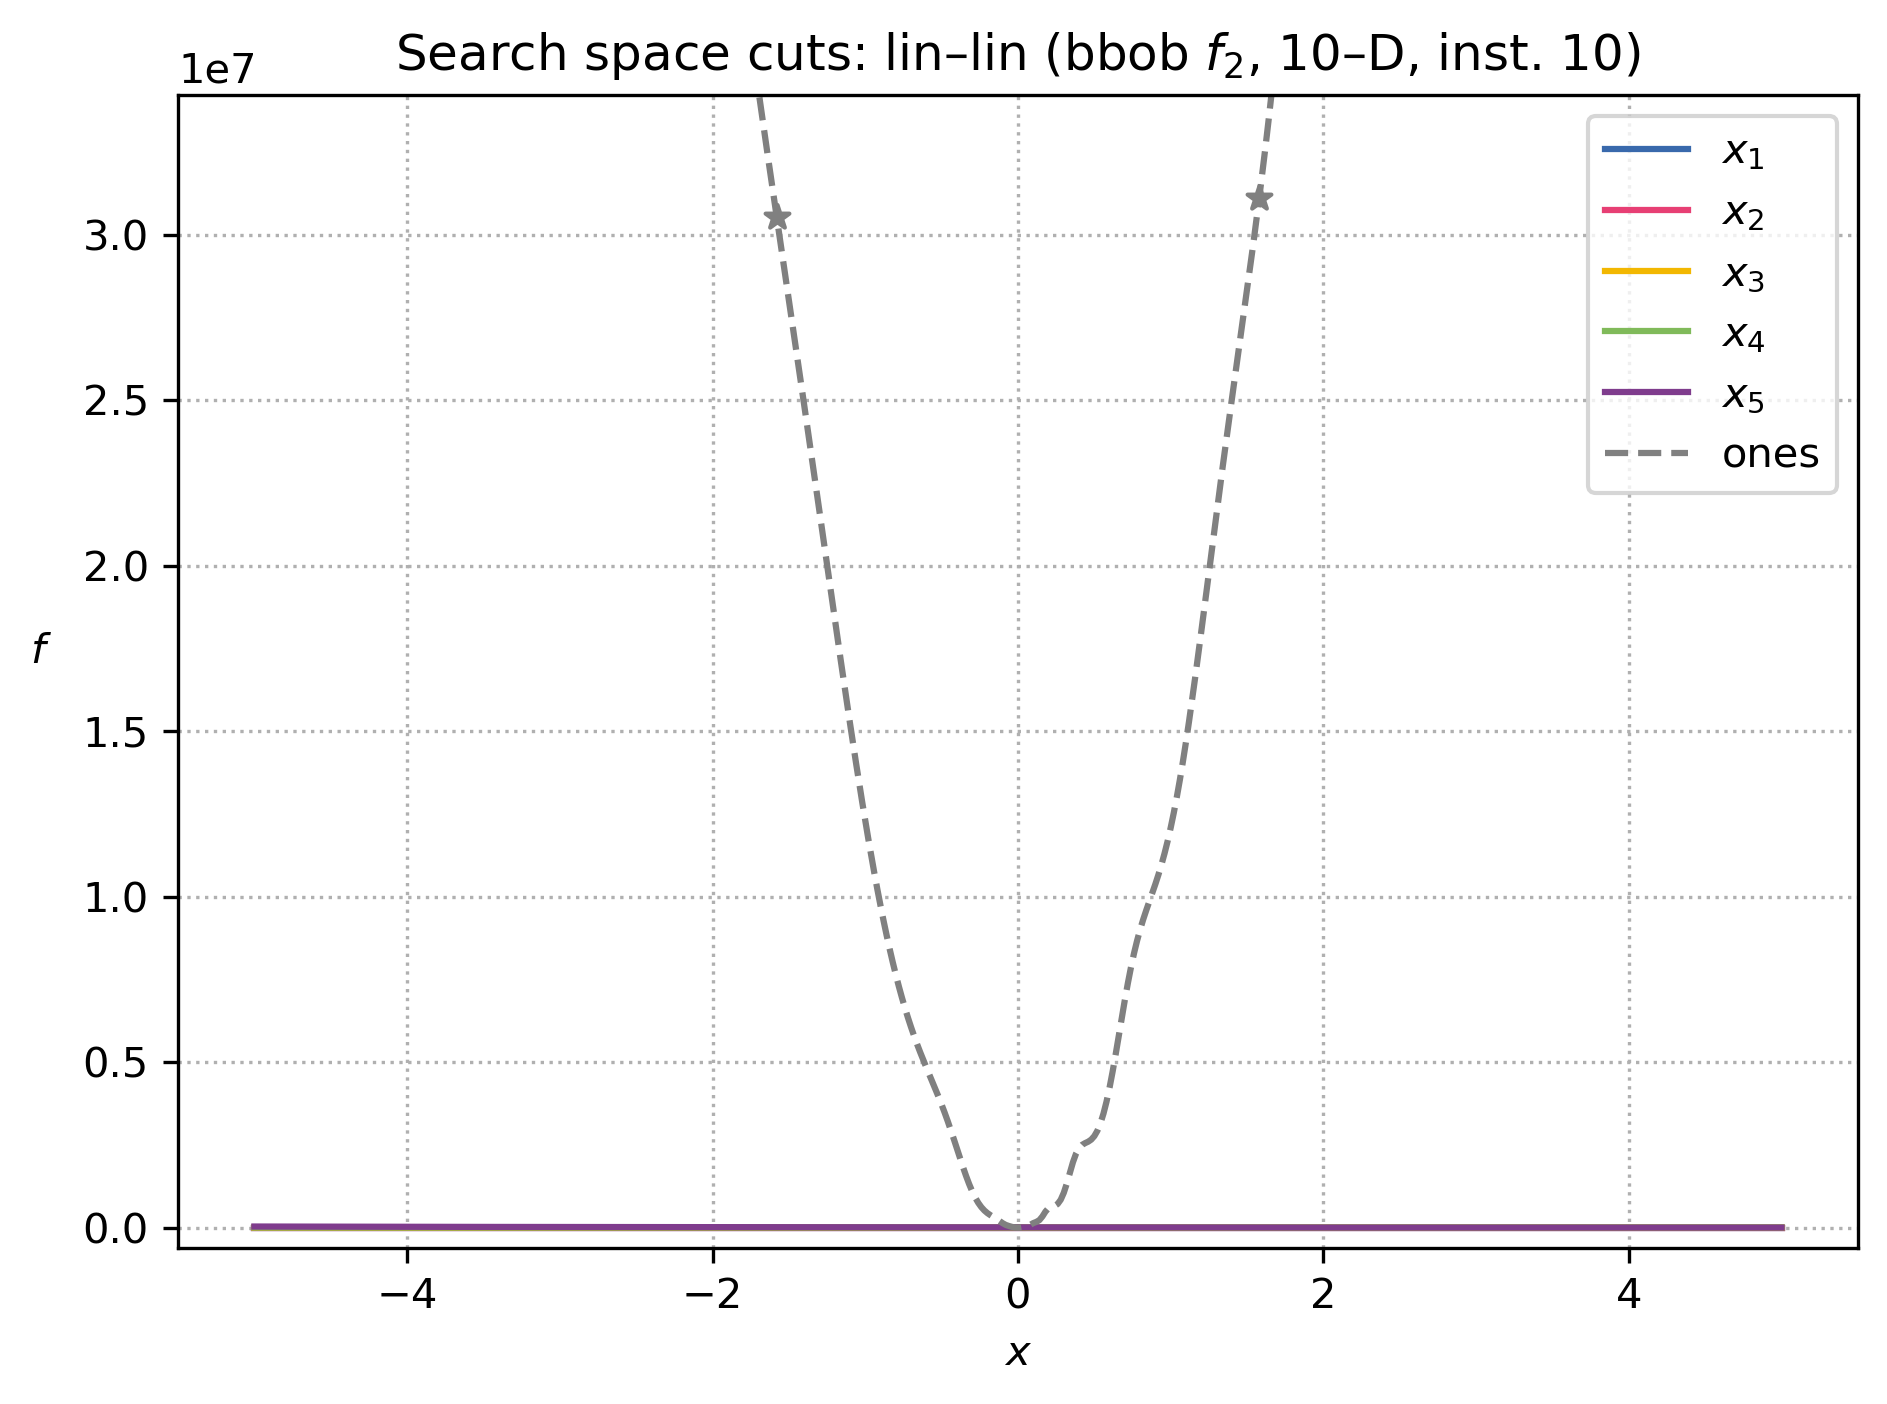 Search space cuts: lin–lin (bbob f₂, 10–D, inst. 10)
1e7
3.0
2.5
2.0
1.5
1.0
0.5
0.0
f
−4 −2 0 2 4
x
x₁
x₂
x₃
x₄
x₅
ones